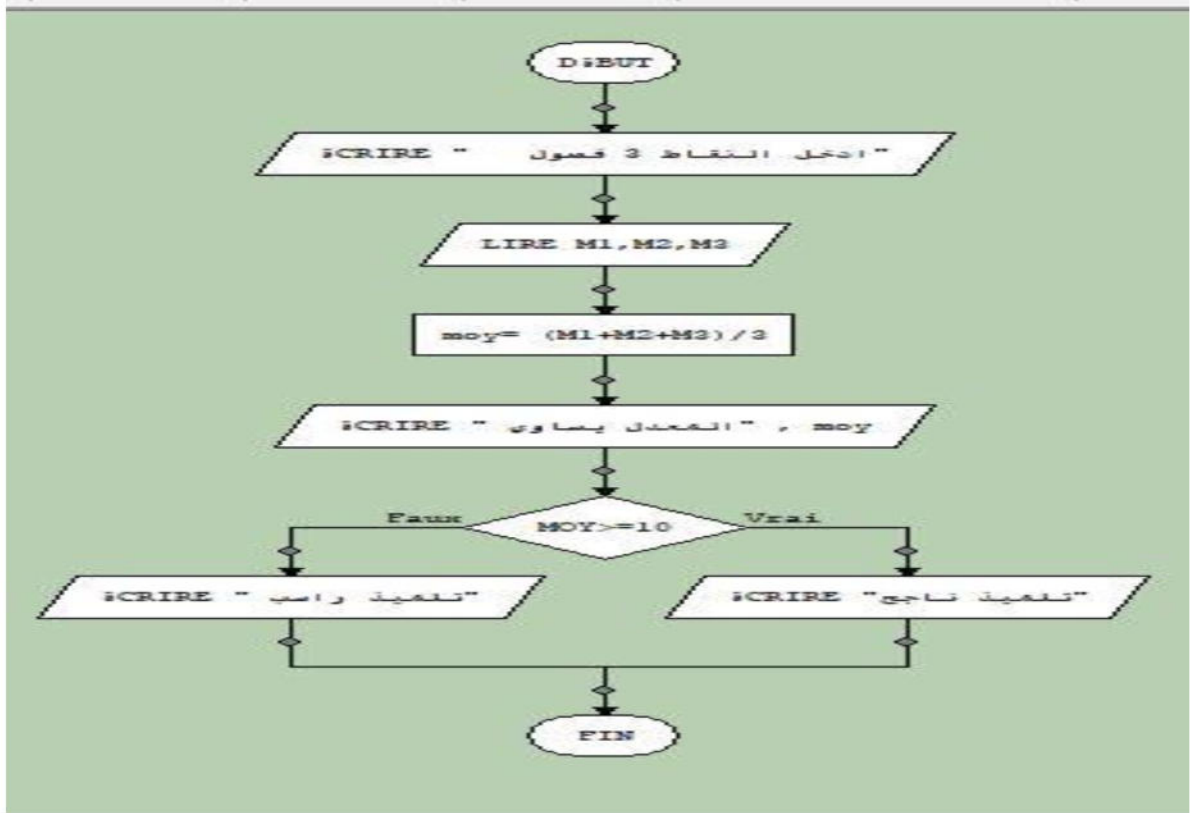 DéBUT
éCRIRE " ادخل النقاط 3 فصول"
LIRE M1,M2,M3
moy= (M1+M2+M3)/3
éCRIRE " المعدل يساوي" , moy
Faux
MOY>=10
Vrai
éCRIRE " تلميذ راسب"
éCRIRE "تلميذ ناجح"
FIN